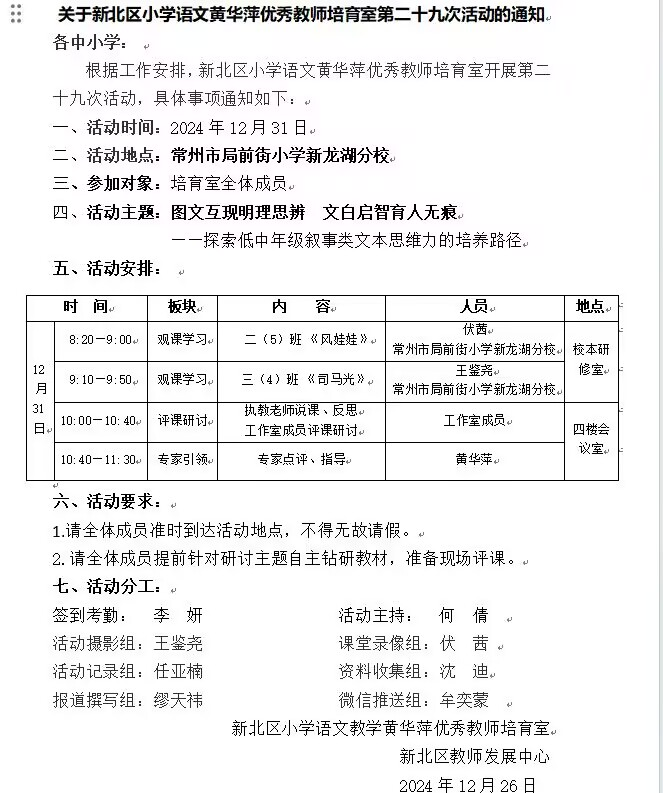 关于新北区小学语文黄华萍优秀教师培育室第二十九次活动的通知
各中小学：
根据工作安排，新北区小学语文黄华萍优秀教师培育室开展第二
十九次活动，具体事项通知如下：
一、活动时间：2024 年 12 月 31 日
二、活动地点：常州市局前街小学新龙湖分校
三、参加对象：培育室全体成员
四、活动主题：图文互现明理思辨 文白启智育人无痕
——探索低中年级叙事类文本思维力的培养路径
五、活动安排：
时 间 板块 内 容 人员 地点
12月31日
8:20—9:00 观课学习 二（5）班《风娃娃》 伏茜
常州市局前街小学新龙湖分校
校本研修室
9:10—9:50 观课学习 三（4）班《司马光》 王鉴尧
常州市局前街小学新龙湖分校
10:00—10:40 评课研讨 执教老师说课、反思
工作室成员评课研讨
工作室成员
四楼会议室
10:40—11:30 专家引领 专家点评、指导 黄华萍
六、活动要求：
1.请全体成员准时到达活动地点，不得无故请假。
2.请全体成员提前针对研讨主题自主钻研教材，准备现场评课。
七、活动分工：
签到考勤： 李 妍 活动主持： 何 倩
活动摄影组：王鉴尧 课堂录像组：伏 茜
活动记录组：任亚楠 资料收集组：沈 迪
报道撰写组：缪天祎 微信推送组：牟奕蒙
新北区小学语文教学黄华萍优秀教师培育室
新北区教师发展中心
2024 年 12 月 26 日